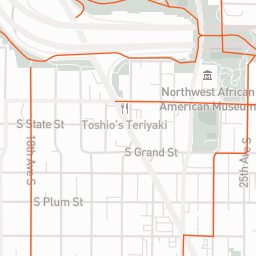 Northwest African
American Museum
S State St
Toshio's Teriyaki
S Grand St
18th Ave S
25th Ave S
S Plum St